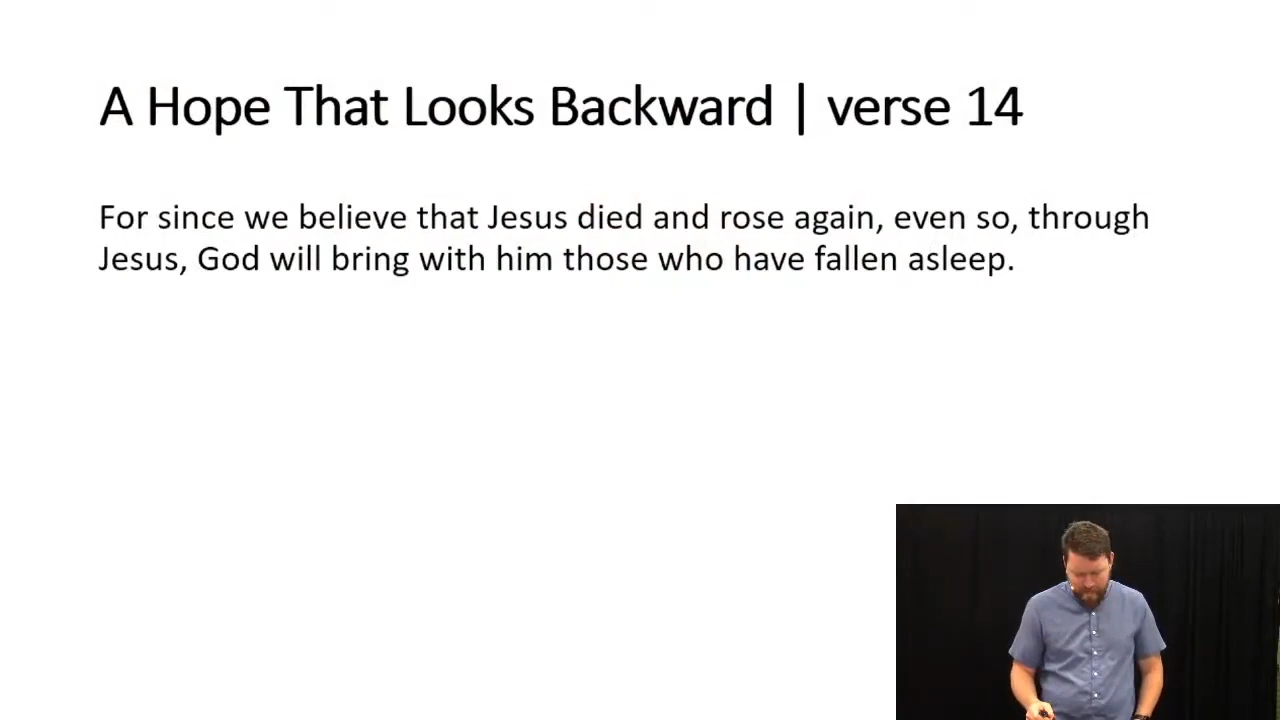 A Hope That Looks Backward | verse 14
For since we believe that Jesus died and rose again, even so, through
Jesus, God will bring with him those who have fallen asleep.